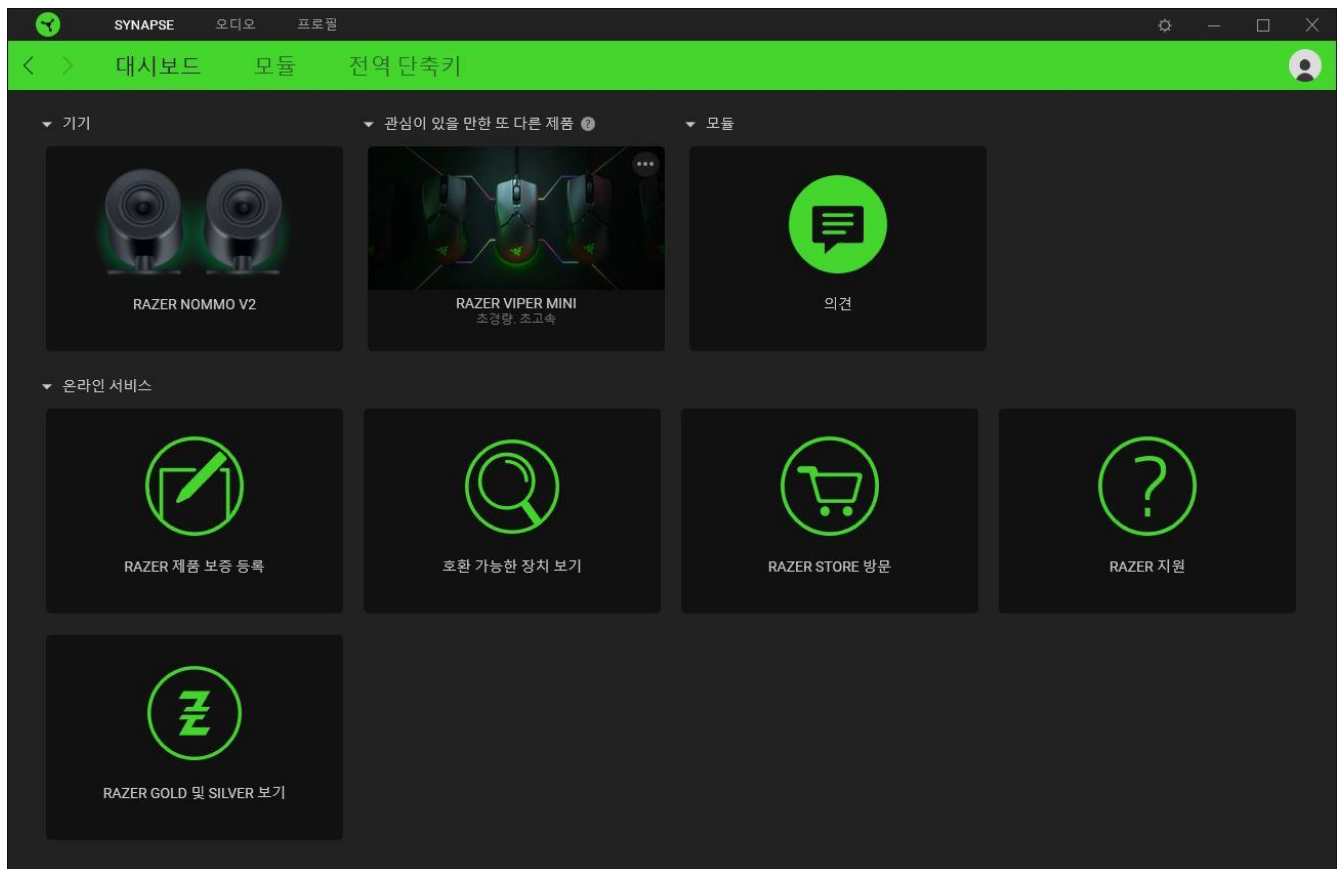 SYNAPSE 오디오 프로필
대시보드 모듈 전역 단축키
기기
관심이 있을 만한 또 다른 제품 ?
모듈
RAZER NOMMO V2
RAZER VIPER MINI
초경량. 초고속
의견
온라인 서비스
RAZER 제품 보증 등록
호환 가능한 장치 보기
RAZER STORE 방문
RAZER 지원
RAZER GOLD 및 SILVER 보기